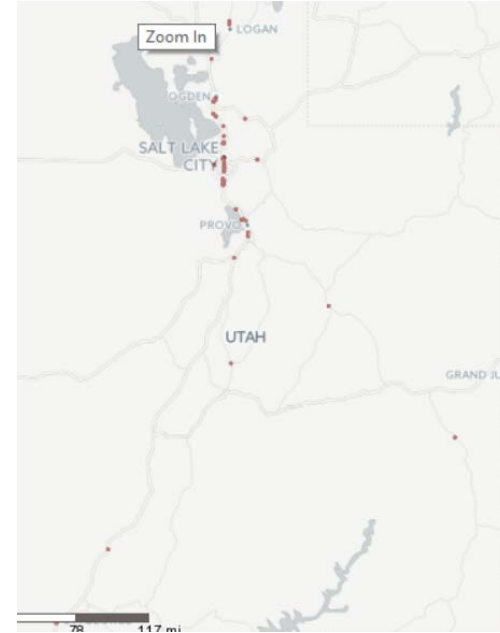 LOGAN
Zoom In
OGDEN
SALT LAKE
CITY
PROVO
UTAH
GRAND JU
78 117 mi